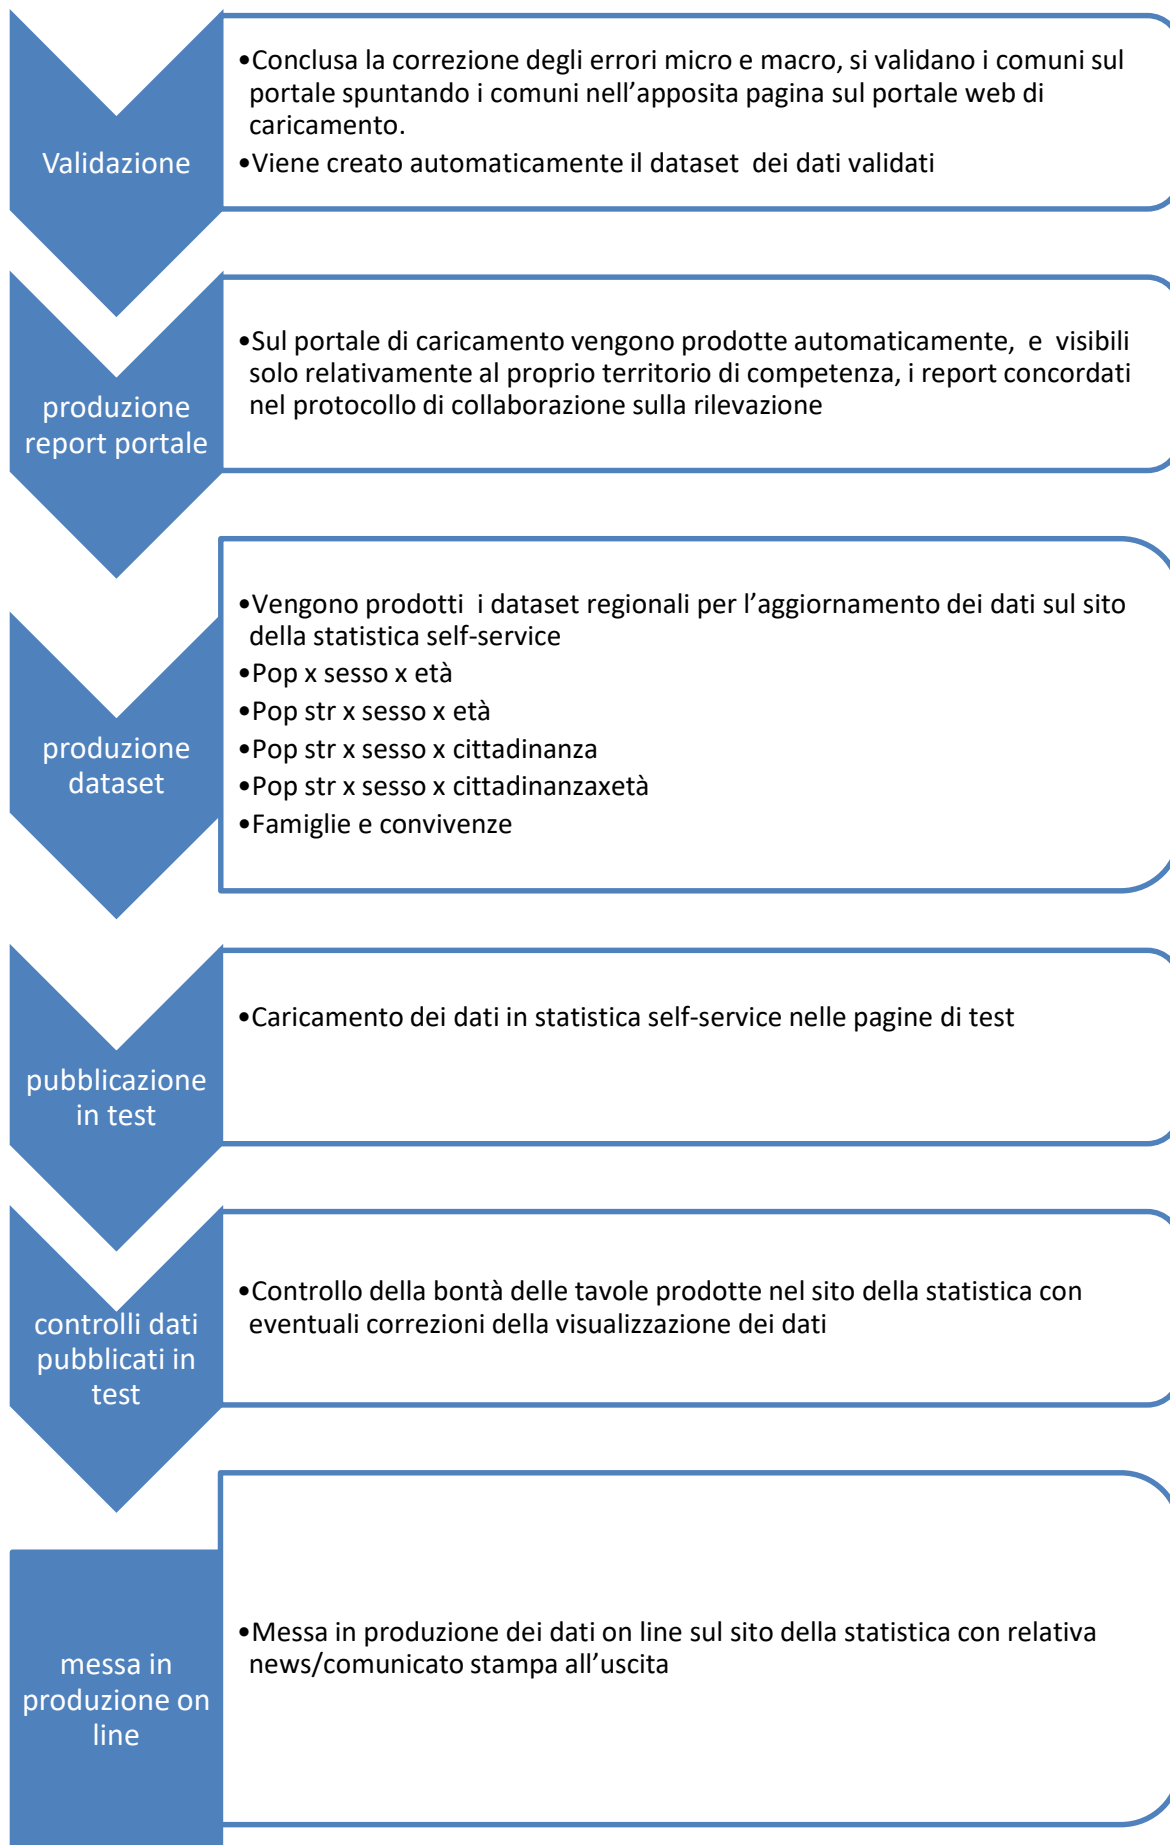 Validazione
•Conclusa la correzione degli errori micro e macro, si validano i comuni sul
portale spuntando i comuni nell’apposita pagina sul portale web di
caricamento.
•Viene creato automaticamente il dataset dei dati validati
produzione
report portale
•Sul portale di caricamento vengono prodotte automaticamente, e visibili
solo relativamente al proprio territorio di competenza, i report concordati
nel protocollo di collaborazione sulla rilevazione
produzione
dataset
•Vengono prodotti i dataset regionali per l’aggiornamento dei dati sul sito
della statistica self-service
•Pop x sesso x età
•Pop str x sesso x età
•Pop str x sesso x cittadinanza
•Pop str x sesso x cittadinanzaxetà
•Famiglie e convivenze
pubblicazione
in test
•Caricamento dei dati in statistica self-service nelle pagine di test
controlli dati
pubblicati in
test
•Controllo della bontà delle tavole prodotte nel sito della statistica con
eventuali correzioni della visualizzazione dei dati
messa in
produzione on
line
•Messa in produzione dei dati on line sul sito della statistica con relativa
news/comunicato stampa all’uscita